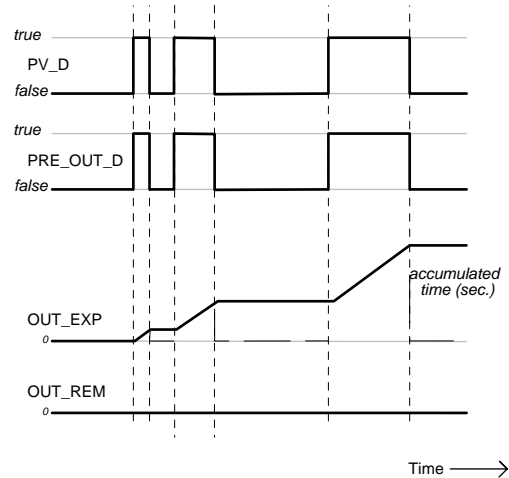 true
PV_D
false
true
PRE_OUT_D
false
accumulated
time (sec.)
OUT_EXP
0
OUT_REM
0
Time